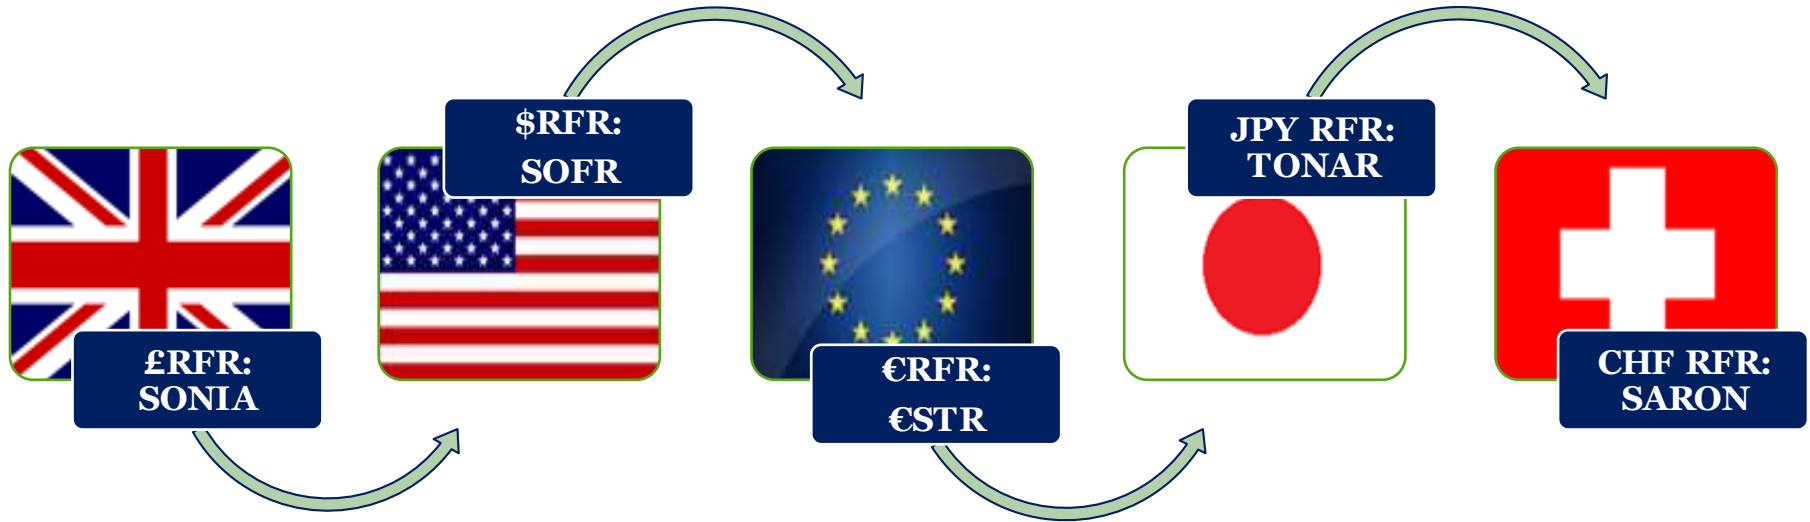 £RFR:
SONIA
$RFR:
SOFR
€RFR:
€STR
JPY RFR:
TONAR
CHF RFR:
SARON